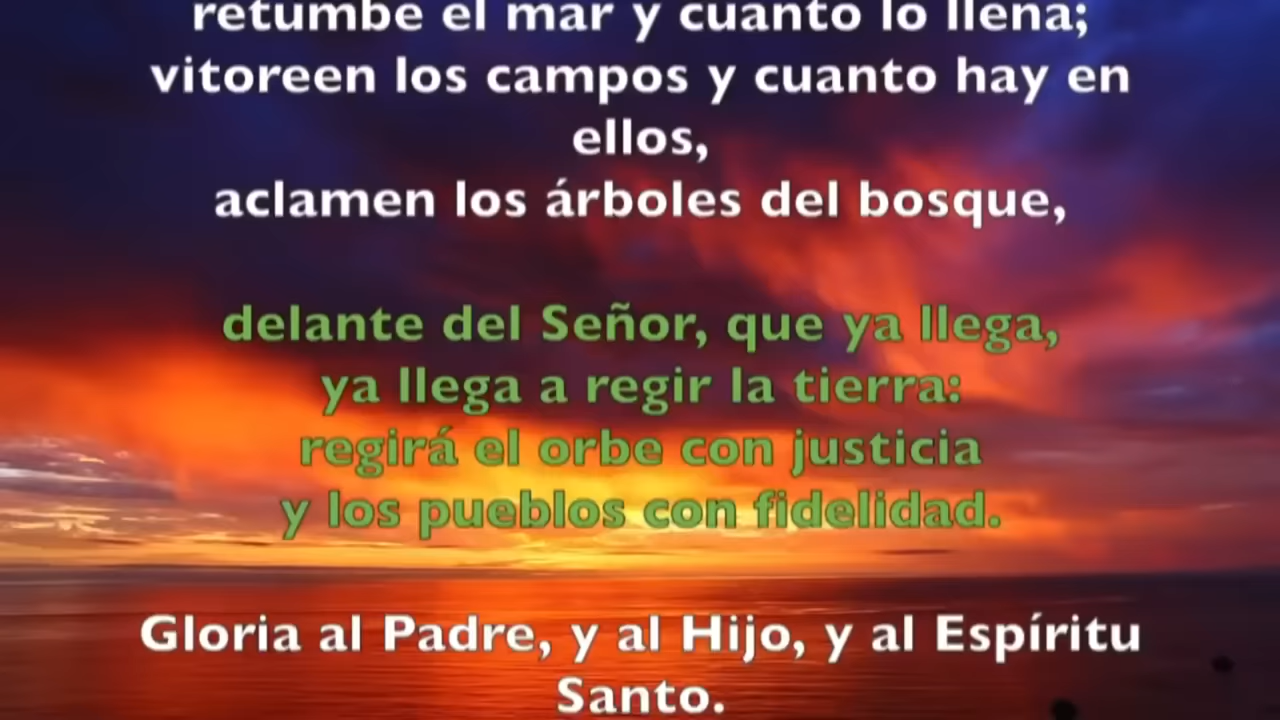 retumbe el mar y cuanto lo llena;
vitoreen los campos y cuanto hay en
ellos,
aclamen los árboles del bosque,
delante del Señor, que ya llega,
ya llega a regir la tierra:
regirá el orbe con justicia
y los pueblos con fidelidad.
Gloria al Padre, y al Hijo, y al Espíritu
Santo.